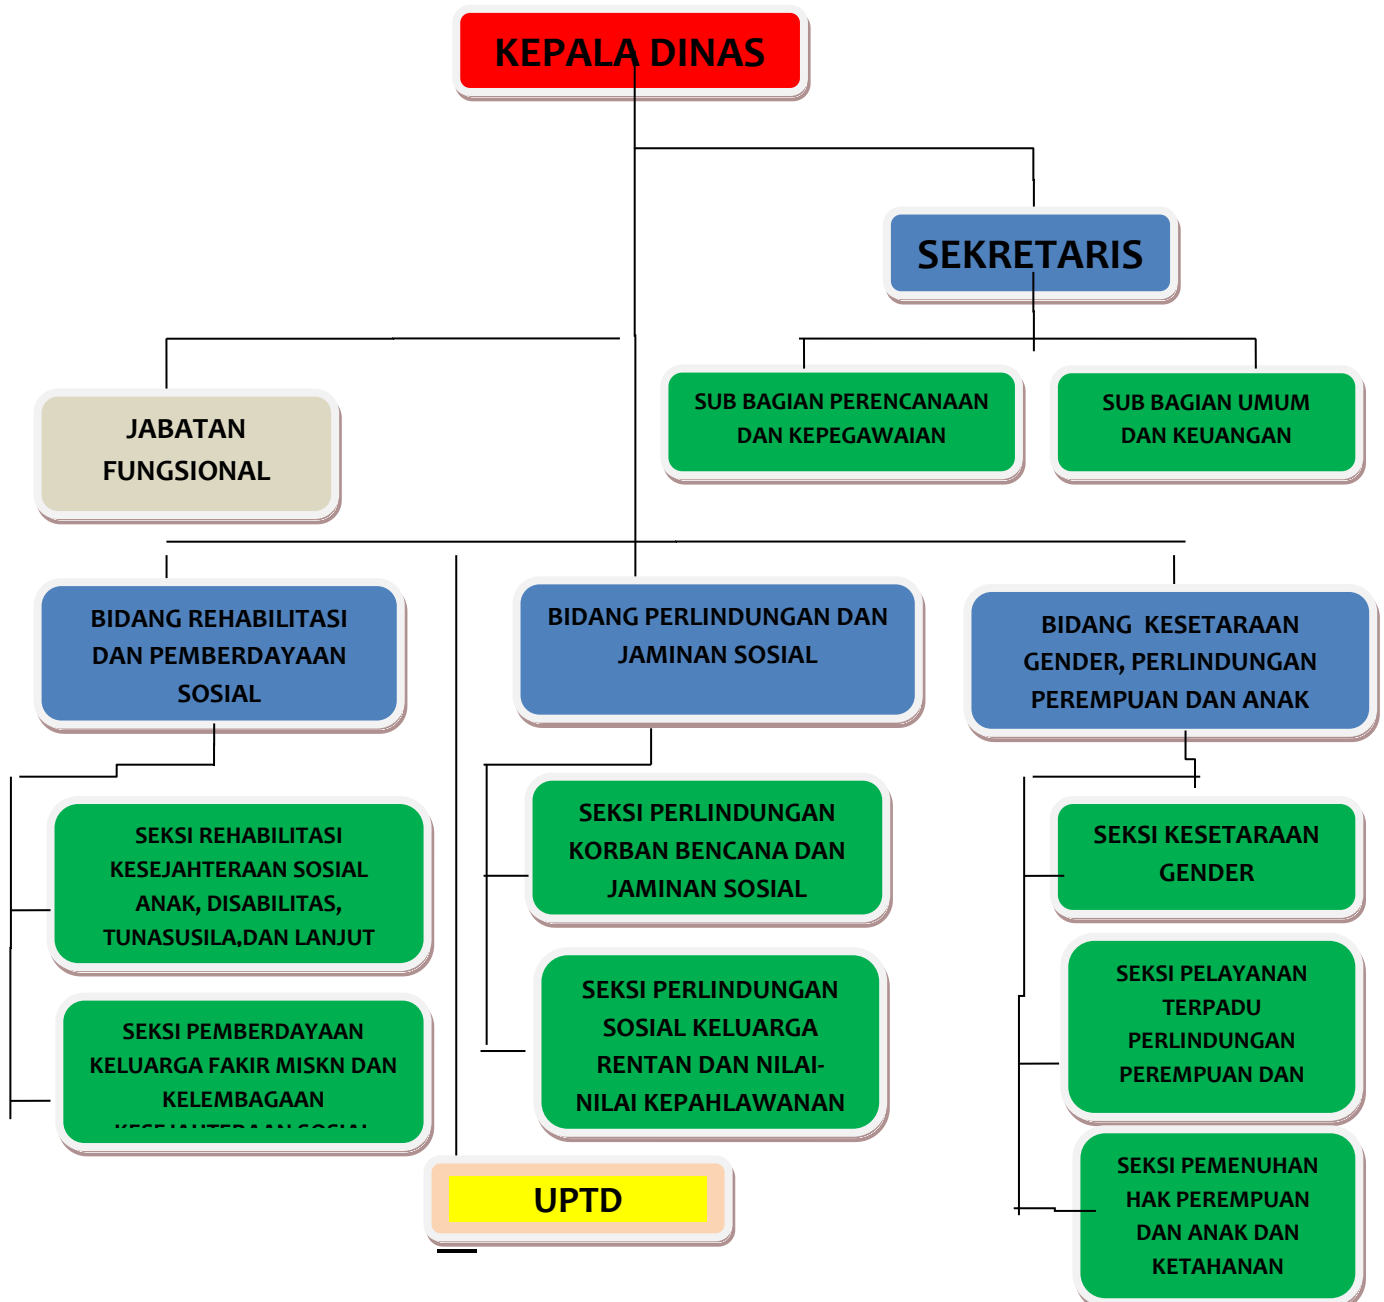 KEPALA DINAS
SEKRETARIS
SUB BAGIAN PERENCANAAN
DAN KEPEGAWAIAN
SUB BAGIAN UMUM
DAN KEUANGAN
JABATAN
FUNGSIONAL
BIDANG REHABILITASI
DAN PEMBERDAYAAN
SOSIAL
BIDANG PERLINDUNGAN DAN
JAMINAN SOSIAL
BIDANG KESETARAAN
GENDER, PERLINDUNGAN
PEREMPUAN DAN ANAK
SEKSI REHABILITASI
KESEJAHTERAAN SOSIAL
ANAK, DISABILITAS,
TUNASUSILA,DAN LANJUT
SEKSI PEMBERDAYAAN
KELUARGA FAKIR MISKN DAN
KELEMBAGAAN
KESEJAHTERAAN SOSIAL
SEKSI PERLINDUNGAN
KORBAN BENCANA DAN
JAMINAN SOSIAL
SEKSI PERLINDUNGAN
SOSIAL KELUARGA
RENTAN DAN NILAI-
NILAI KEPAHLAWANAN
SEKSI KESETARAAN
GENDER
SEKSI PELAYANAN
TERPADU
PERLINDUNGAN
PEREMPUAN DAN
SEKSI PEMENUHAN
HAK PEREMPUAN
DAN ANAK DAN
KETAHANAN
UPTD